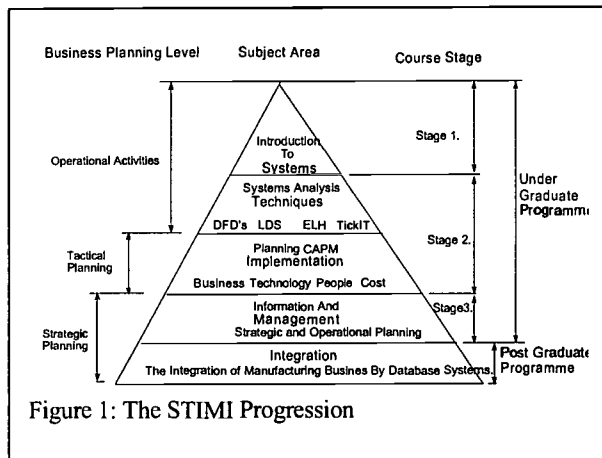 Business Planning Level Subject Area Course Stage
Introduction
To
Systems
Stage 1.
Operational Activities
Systems Analysis
Techniques
DFD's LDS ELH TickIT
Under
Graduate
Programme
Stage 2.
Tactical
Planning
Planning CAPM
Implementation
Business Technology People Cost
Strategic
Planning
Information And
Management
Strategic and Operational Planning
Stage3.
Integration
The Integration of Manufacturing Busines By Database Systems.
Post Graduate
Programme
Figure 1: The STIMI Progression